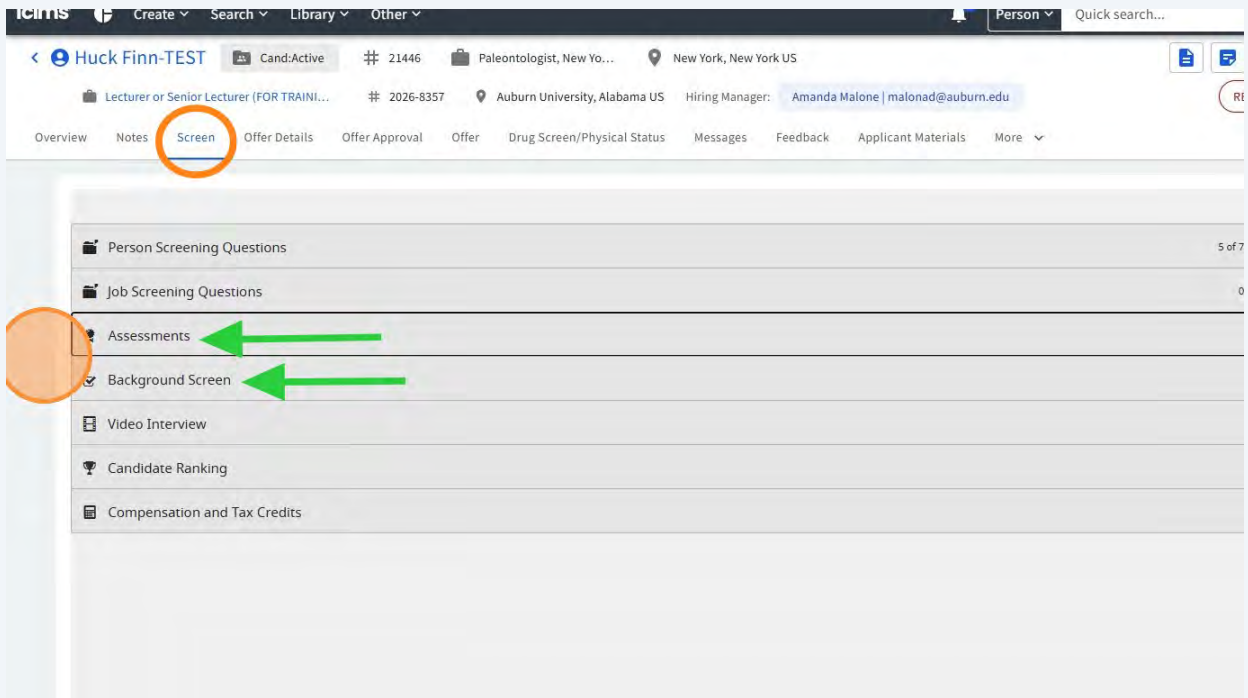 icims Create Search Library Other Person Quick search...
Huck Finn-TEST Cand:Active # 21446 Paleontologist, New Yo... New York, New York US
Lecturer or Senior Lecturer (FOR TRAINI... # 2026-8357 Auburn University, Alabama US Hiring Manager: Amanda Malone | malonad@auburn.edu
Overview Notes Screen Offer Details Offer Approval Offer Drug Screen/Physical Status Messages Feedback Applicant Materials More
Person Screening Questions 5 of 7
Job Screening Questions 0
Assessments
Background Screen
Video Interview
Candidate Ranking
Compensation and Tax Credits